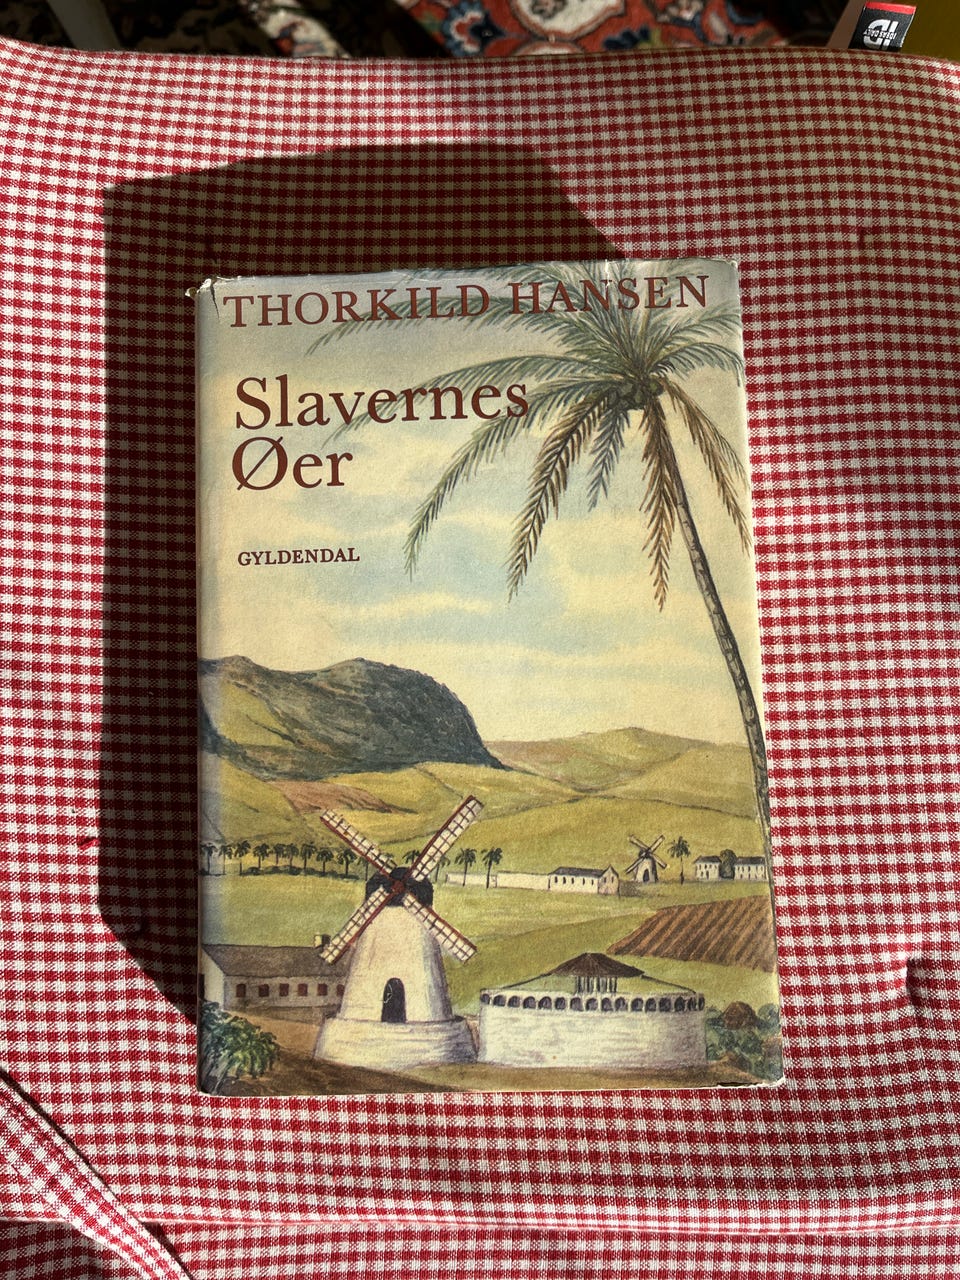 THORKILD HANSEN
Slavernes
Øer
GYLDENDAL